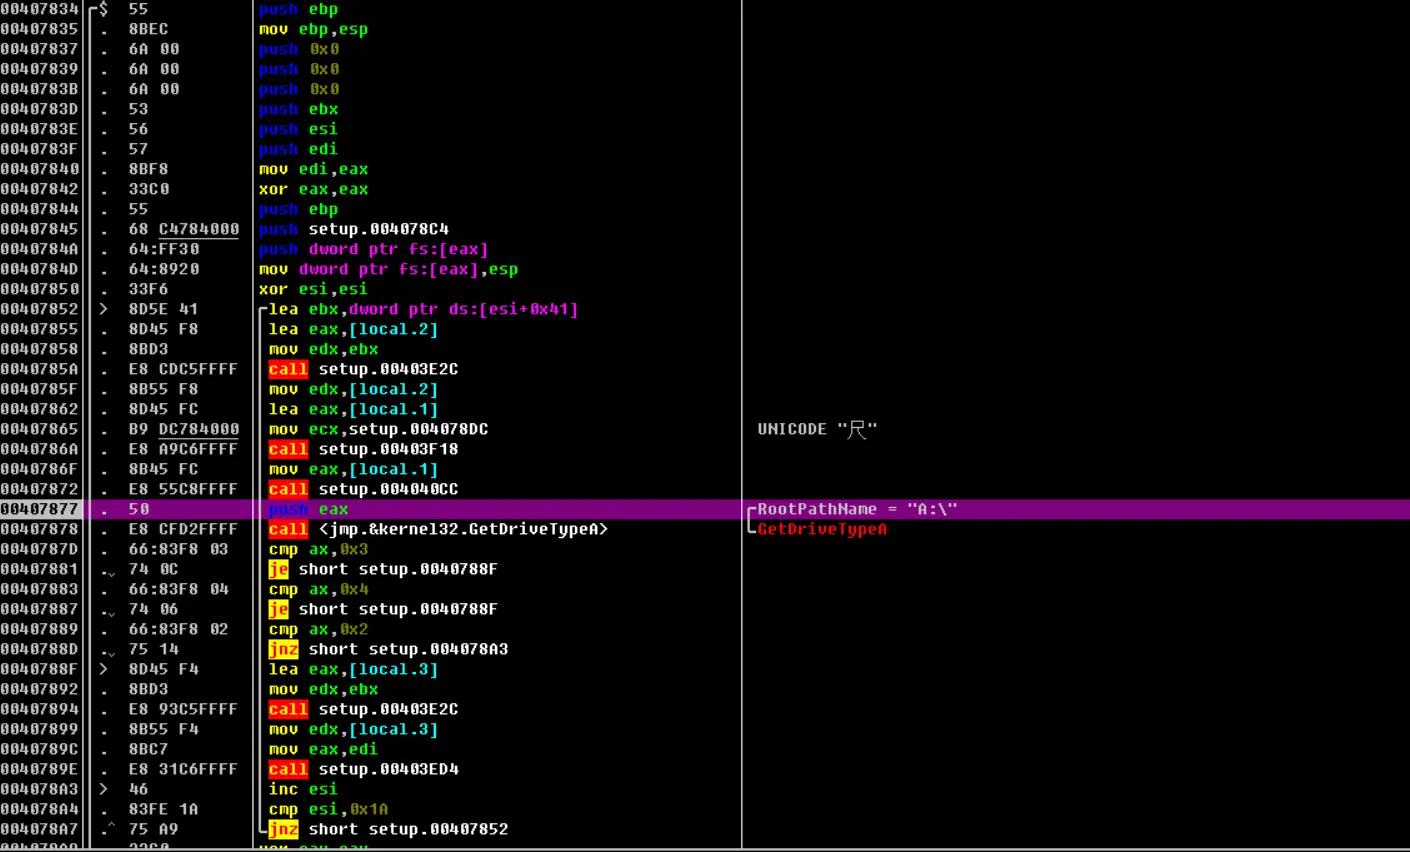 00407834 $ 55 push ebp
00407835 . 8BEC mov ebp,esp
00407837 . 6A 00 push 0x0
00407839 . 6A 00 push 0x0
0040783B . 6A 00 push 0x0
0040783D . 53 push ebx
0040783E . 56 push esi
0040783F . 57 push edi
00407840 . 8BF8 mov edi,eax
00407842 . 33C0 xor eax,eax
00407844 . 55 push ebp
00407845 . 68 C4784000 push setup.004078C4
0040784A . 64:FF30 push dword ptr fs:[eax]
0040784D . 64:8920 mov dword ptr fs:[eax],esp
00407850 . 33F6 xor esi,esi
00407852 > 8D5E 41 lea ebx,dword ptr ds:[esi+0x41]
00407855 . 8D45 F8 lea eax,[local.2]
00407858 . 8BD3 mov edx,ebx
0040785A . E8 CDC5FFFF call setup.00403E2C
0040785F . 8B55 F8 mov edx,[local.2]
00407862 . 8D45 FC lea eax,[local.1]
00407865 . B9 DC784000 mov ecx,setup.004078DC UNICODE "尺"
0040786A . E8 A9C6FFFF call setup.00403F18
0040786F . 8B45 FC mov eax,[local.1]
00407872 . E8 55C8FFFF call setup.004040CC
00407877 . 50 push eax RootPathName = "A:\"
00407878 . E8 CFD2FFFF call <jmp.&kernel32.GetDriveTypeA> GetDriveTypeA
0040787D . 66:83F8 03 cmp ax,0x3
00407881 .⌄ 74 0C je short setup.0040788F
00407883 . 66:83F8 04 cmp ax,0x4
00407887 .⌄ 74 06 je short setup.0040788F
00407889 . 66:83F8 02 cmp ax,0x2
0040788D .⌄ 75 14 jnz short setup.004078A3
0040788F > 8D45 F4 lea eax,[local.3]
00407892 . 8BD3 mov edx,ebx
00407894 . E8 93C5FFFF call setup.00403E2C
00407899 . 8B55 F4 mov edx,[local.3]
0040789C . 8BC7 mov eax,edi
0040789E . E8 31C6FFFF call setup.00403ED4
004078A3 > 46 inc esi
004078A4 . 83FE 1A cmp esi,0x1A
004078A7 .^ 75 A9 jnz short setup.00407852